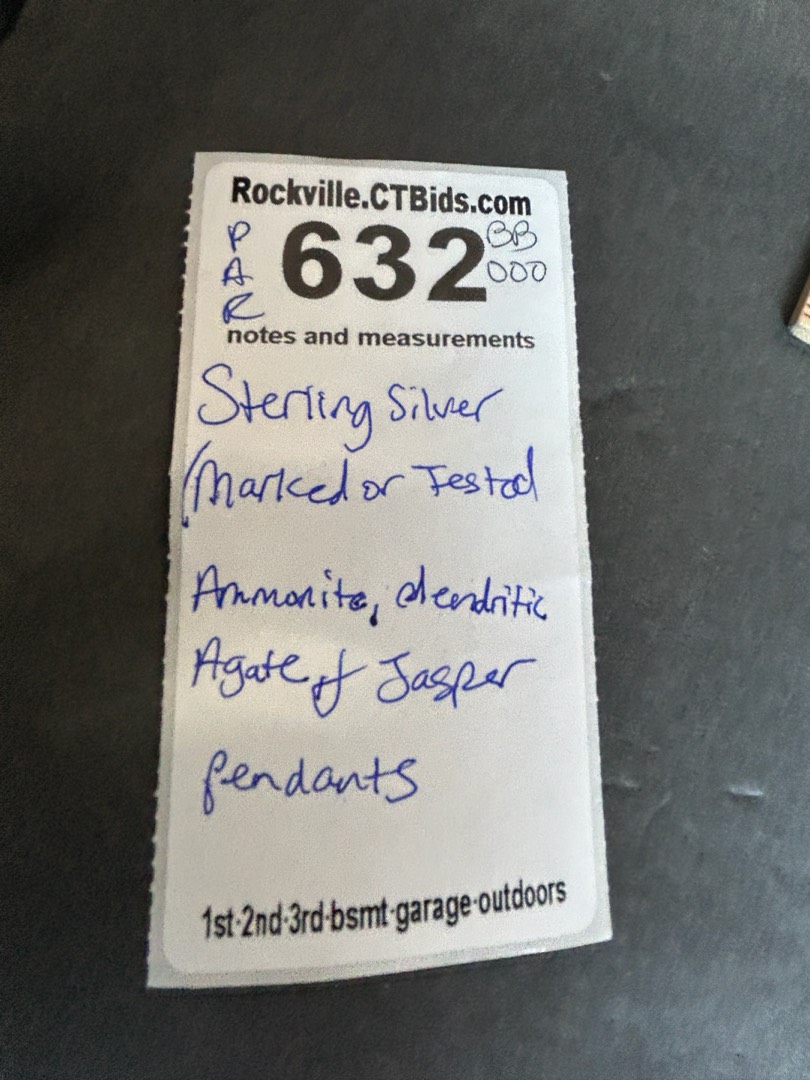 Rockville.CTBids.com
P
A
R
632
BB
000
notes and measurements
Sterling Silver
(Marked or Tested
Ammonite, dendritic
Agate & Jasper
pendants
1st·2nd·3rd·bsmt·garage·outdoors